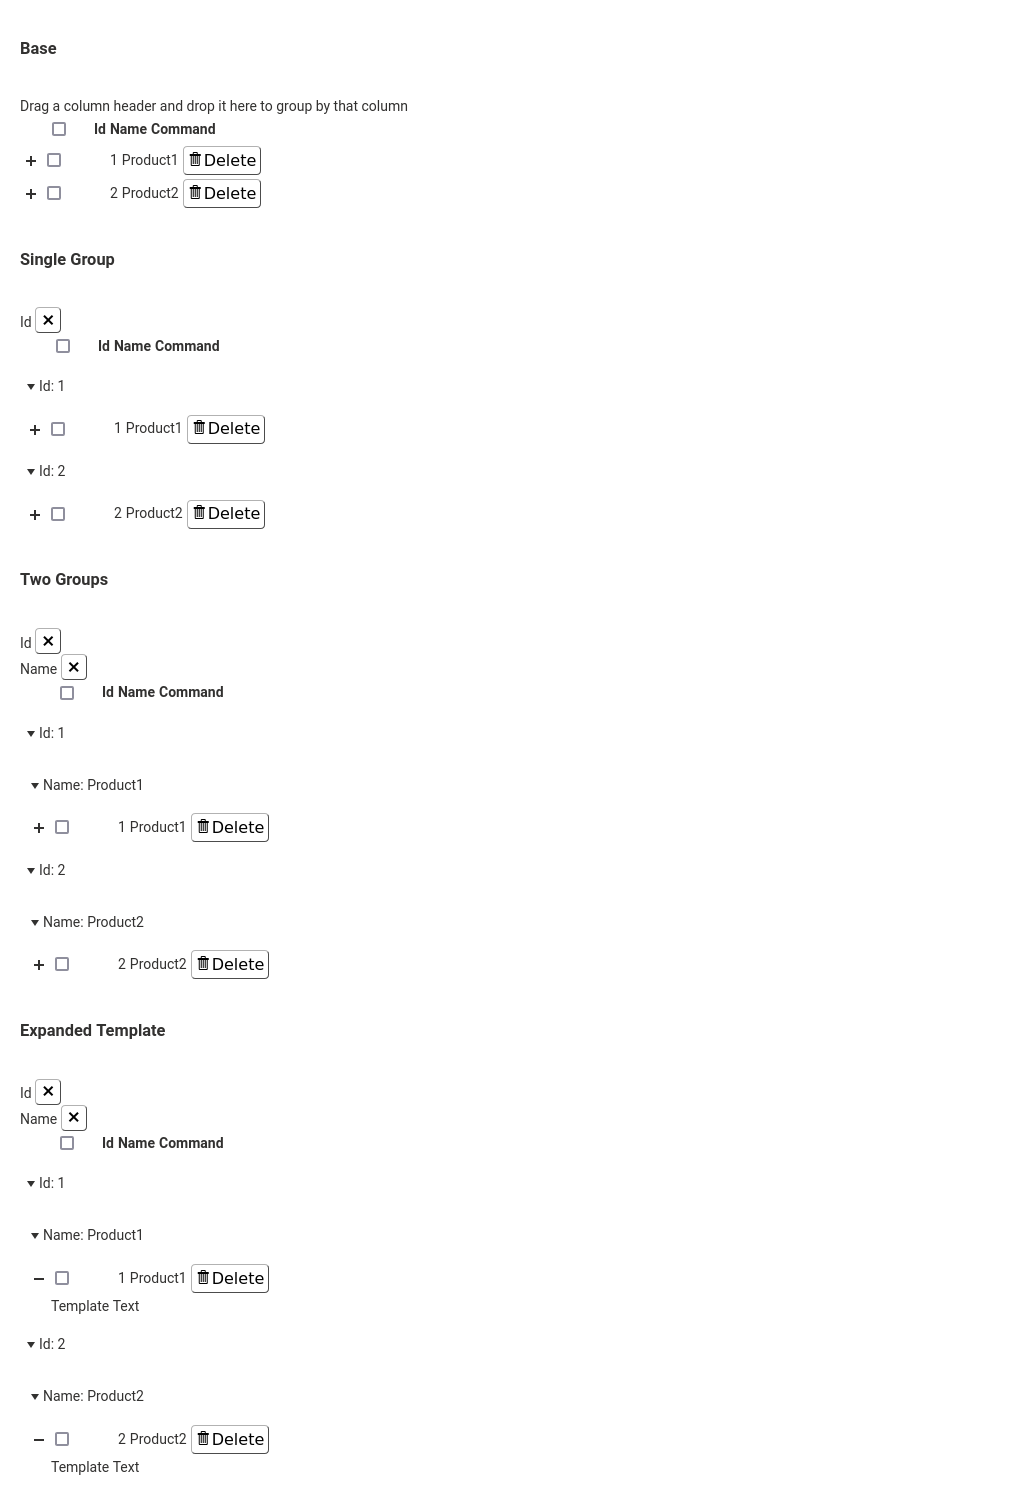 Base
Drag a column header and drop it here to group by that column
Id Name Command
1 Product1 Delete
2 Product2 Delete
Single Group
Id
Id Name Command
Id: 1
1 Product1 Delete
Id: 2
2 Product2 Delete
Two Groups
Id
Name
Id Name Command
Id: 1
Name: Product1
1 Product1 Delete
Id: 2
Name: Product2
2 Product2 Delete
Expanded Template
Id
Name
Id Name Command
Id: 1
Name: Product1
1 Product1 Delete
Template Text
Id: 2
Name: Product2
2 Product2 Delete
Template Text